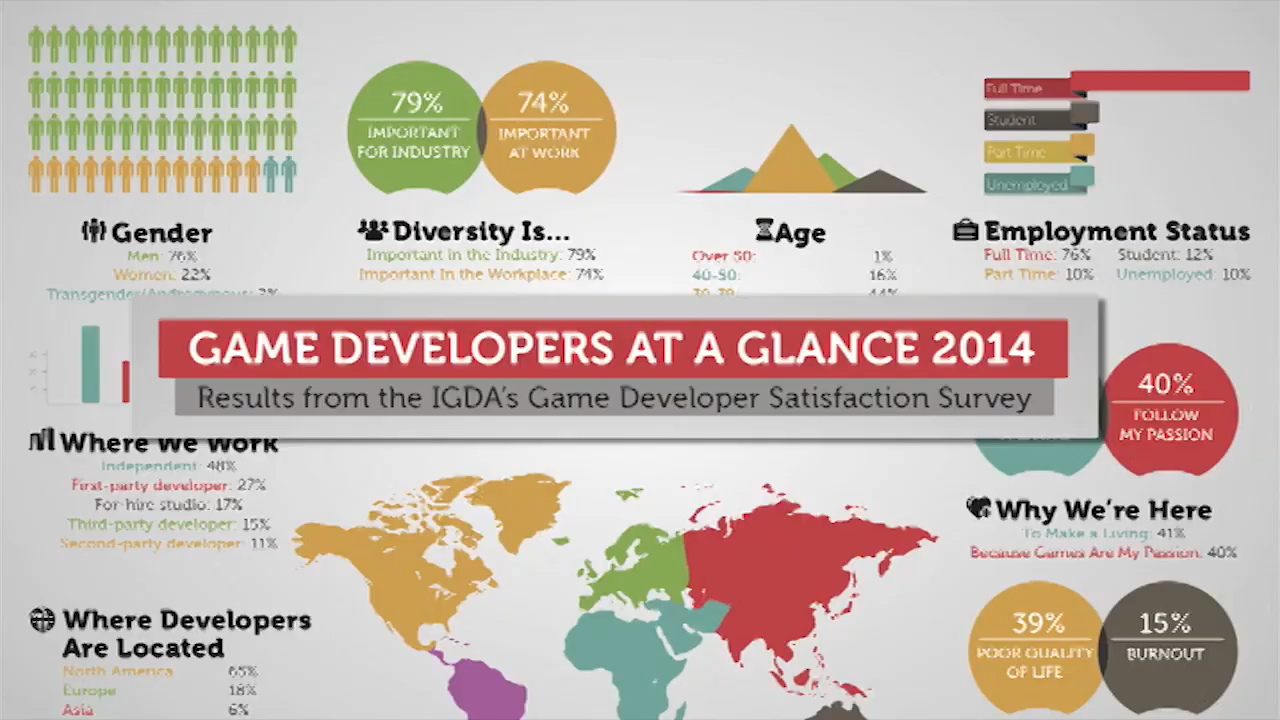 79%
IMPORTANT
FOR INDUSTRY
74%
IMPORTANT
AT WORK
Full Time
Student
Part Time
Unemployed
Gender
Men: 76%
Women: 22%
Transgender/Androgynous: 2%
Diversity Is...
Important in the Industry: 79%
Important in the Workplace: 74%
Age
Over 50: 1%
40-50: 16%
Employment Status
Full Time: 76% Student: 12%
Part Time: 10% Unemployed: 10%
GAME DEVELOPERS AT A GLANCE 2014
Results from the IGDA's Game Developer Satisfaction Survey
40%
FOLLOW
MY PASSION
Where We Work
Independent: 48%
First-party developer: 27%
For-hire studio: 17%
Third-party developer: 15%
Second-party developer: 11%
Why We're Here
To Make a Living: 41%
Because Games Are My Passion: 40%
Where Developers
Are Located
North America 65%
Europe 18%
Asia 6%
39%
POOR QUALITY
OF LIFE
15%
BURNOUT